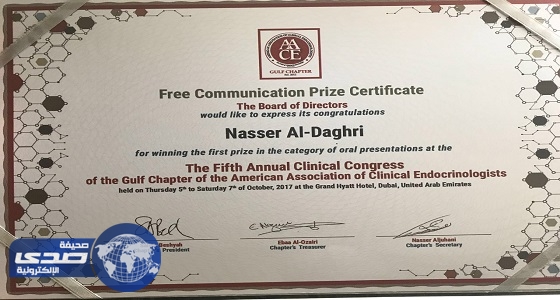 AACE
GULF CHAPTER
Free Communication Prize Certificate
The Board of Directors
would like to express its congratulations
Nasser Al-Daghri
for winning the first prize in the category of oral presentations at the
The Fifth Annual Clinical Congress
of the Gulf Chapter of the American Association of Clinical Endocrinologists
held on Thursday 5th to Saturday 7th of October, 2017 at the Grand Hyatt Hotel, Dubai, United Arab Emirates
President
Ebaa Al-Ozairi
Chapter's Treasurer
Nasser Aljuhani
Chapter's Secretary
صحيفة
صدى
الإلكترونية